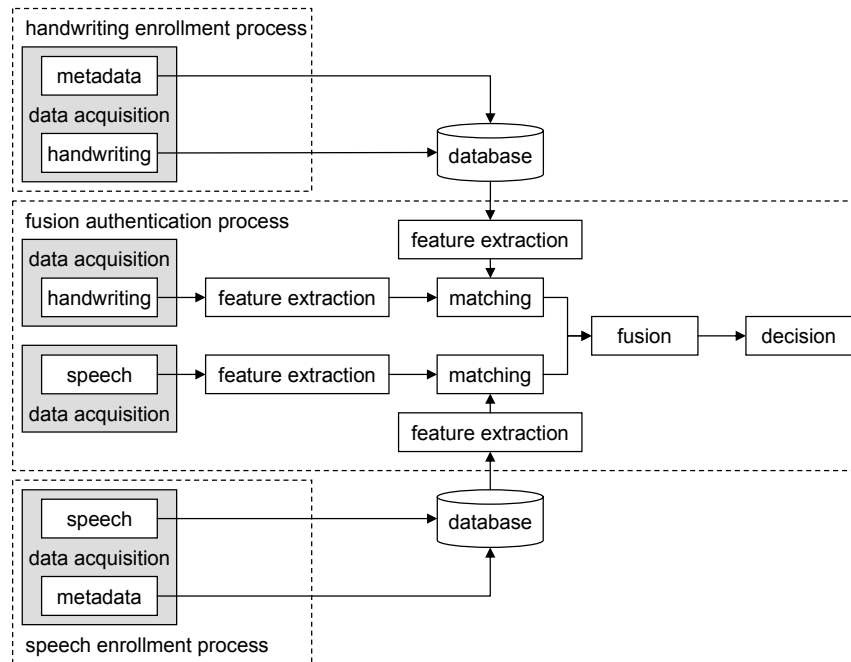 handwriting enrollment process
metadata
data acquisition
handwriting
database
fusion authentication process
feature extraction
data acquisition
handwriting
feature extraction
matching
fusion
decision
speech
feature extraction
matching
data acquisition
feature extraction
speech
database
data acquisition
metadata
speech enrollment process